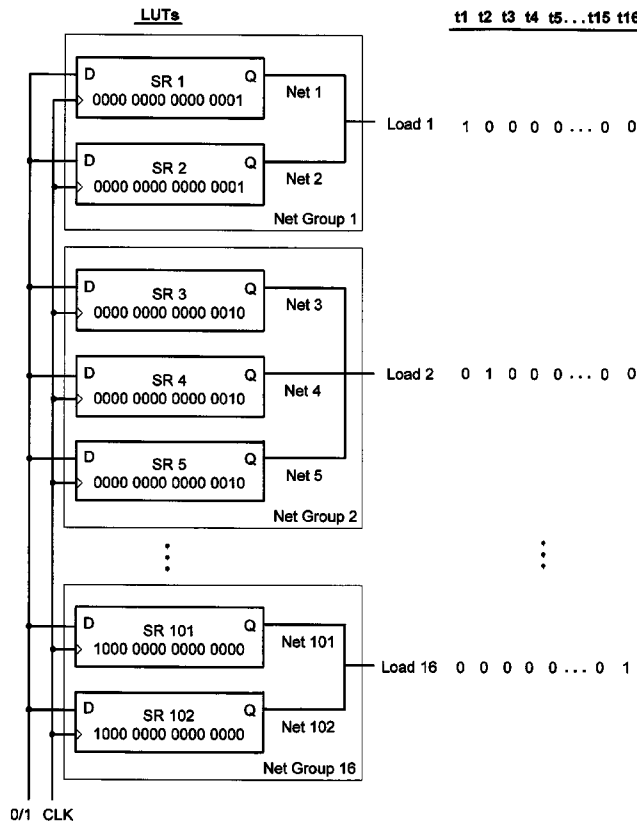 LUTs
t1 t2 t3 t4 t5...t15 t16
D SR 1 Q
0000 0000 0000 0001
Net 1
Load 1 1 0 0 0 0...0 0
D SR 2 Q
0000 0000 0000 0001
Net 2
Net Group 1
D SR 3 Q
0000 0000 0000 0010
Net 3
D SR 4 Q
0000 0000 0000 0010
Net 4
Load 2 0 1 0 0 0...0 0
D SR 5 Q
0000 0000 0000 0010
Net 5
Net Group 2
D SR 101 Q
1000 0000 0000 0000
Net 101
Load 16 0 0 0 0 0...0 1
D SR 102 Q
1000 0000 0000 0000
Net 102
Net Group 16
0/1 CLK